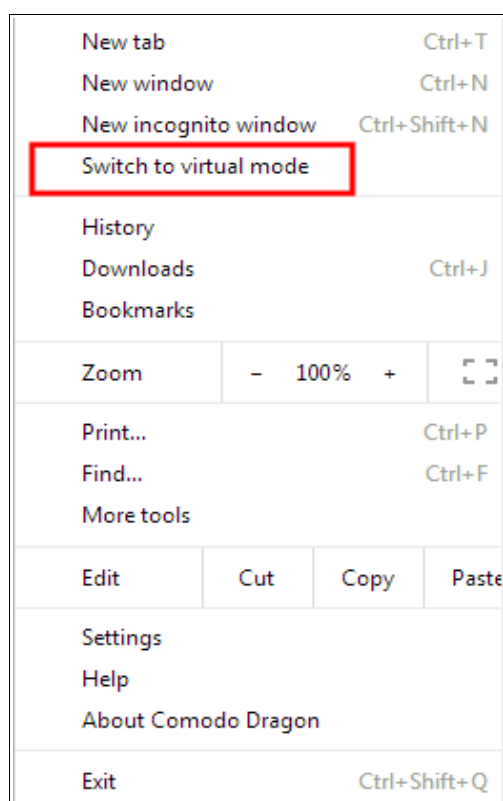 New tab Ctrl+T
New window Ctrl+N
New incognito window Ctrl+Shift+N
Switch to virtual mode
History
Downloads Ctrl+J
Bookmarks
Zoom − 100% +
Print... Ctrl+P
Find... Ctrl+F
More tools
Edit Cut Copy Paste
Settings
Help
About Comodo Dragon
Exit Ctrl+Shift+Q